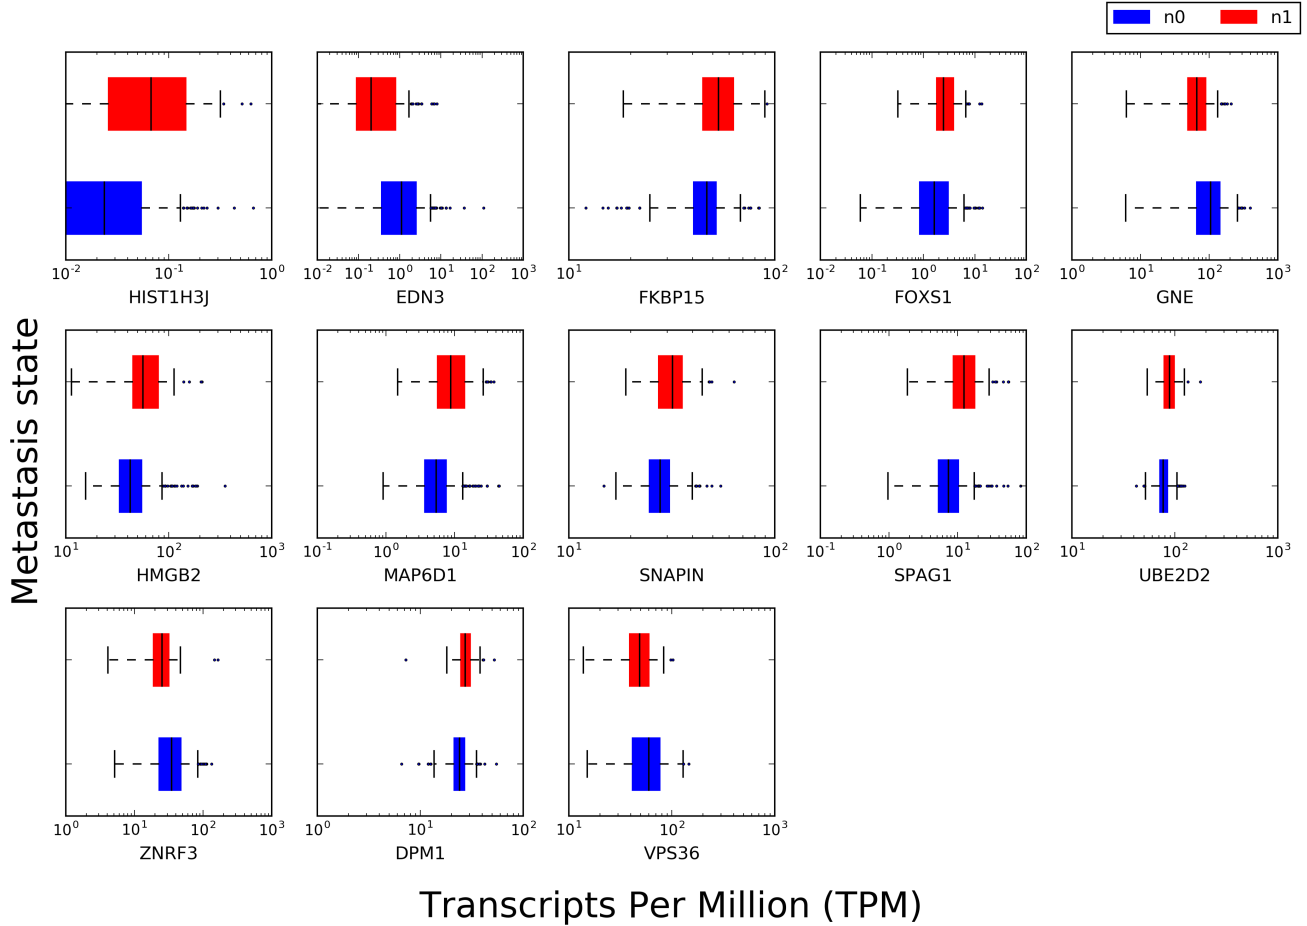 n0 n1
10^-2 10^-1 10^0
HIST1H3J
10^-2 10^-1 10^0 10^1 10^2 10^3
EDN3
10^1 10^2
FKBP15
10^-2 10^-1 10^0 10^1 10^2
FOXS1
10^0 10^1 10^2 10^3
GNE
Metastasis state
10^1 10^2 10^3
HMGB2
10^-1 10^0 10^1 10^2
MAP6D1
10^1 10^2
SNAPIN
10^-1 10^0 10^1 10^2
SPAG1
10^1 10^2 10^3
UBE2D2
10^0 10^1 10^2 10^3
ZNRF3
10^0 10^1 10^2
DPM1
10^1 10^2 10^3
VPS36
Transcripts Per Million (TPM)